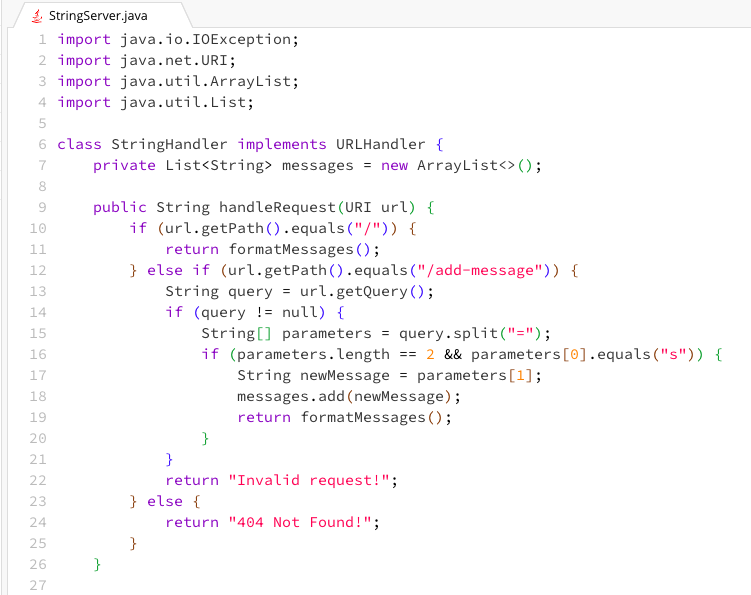 StringServer.java
1 import java.io.IOException;
2 import java.net.URI;
3 import java.util.ArrayList;
4 import java.util.List;
5
6 class StringHandler implements URLHandler {
7     private List<String> messages = new ArrayList<>();
8
9     public String handleRequest(URI url) {
10         if (url.getPath().equals("/")) {
11             return formatMessages();
12         } else if (url.getPath().equals("/add-message")) {
13             String query = url.getQuery();
14             if (query != null) {
15                 String[] parameters = query.split("=");
16                 if (parameters.length == 2 && parameters[0].equals("s")) {
17                     String newMessage = parameters[1];
18                     messages.add(newMessage);
19                     return formatMessages();
20                 }
21             }
22             return "Invalid request!";
23         } else {
24             return "404 Not Found!";
25         }
26     }
27